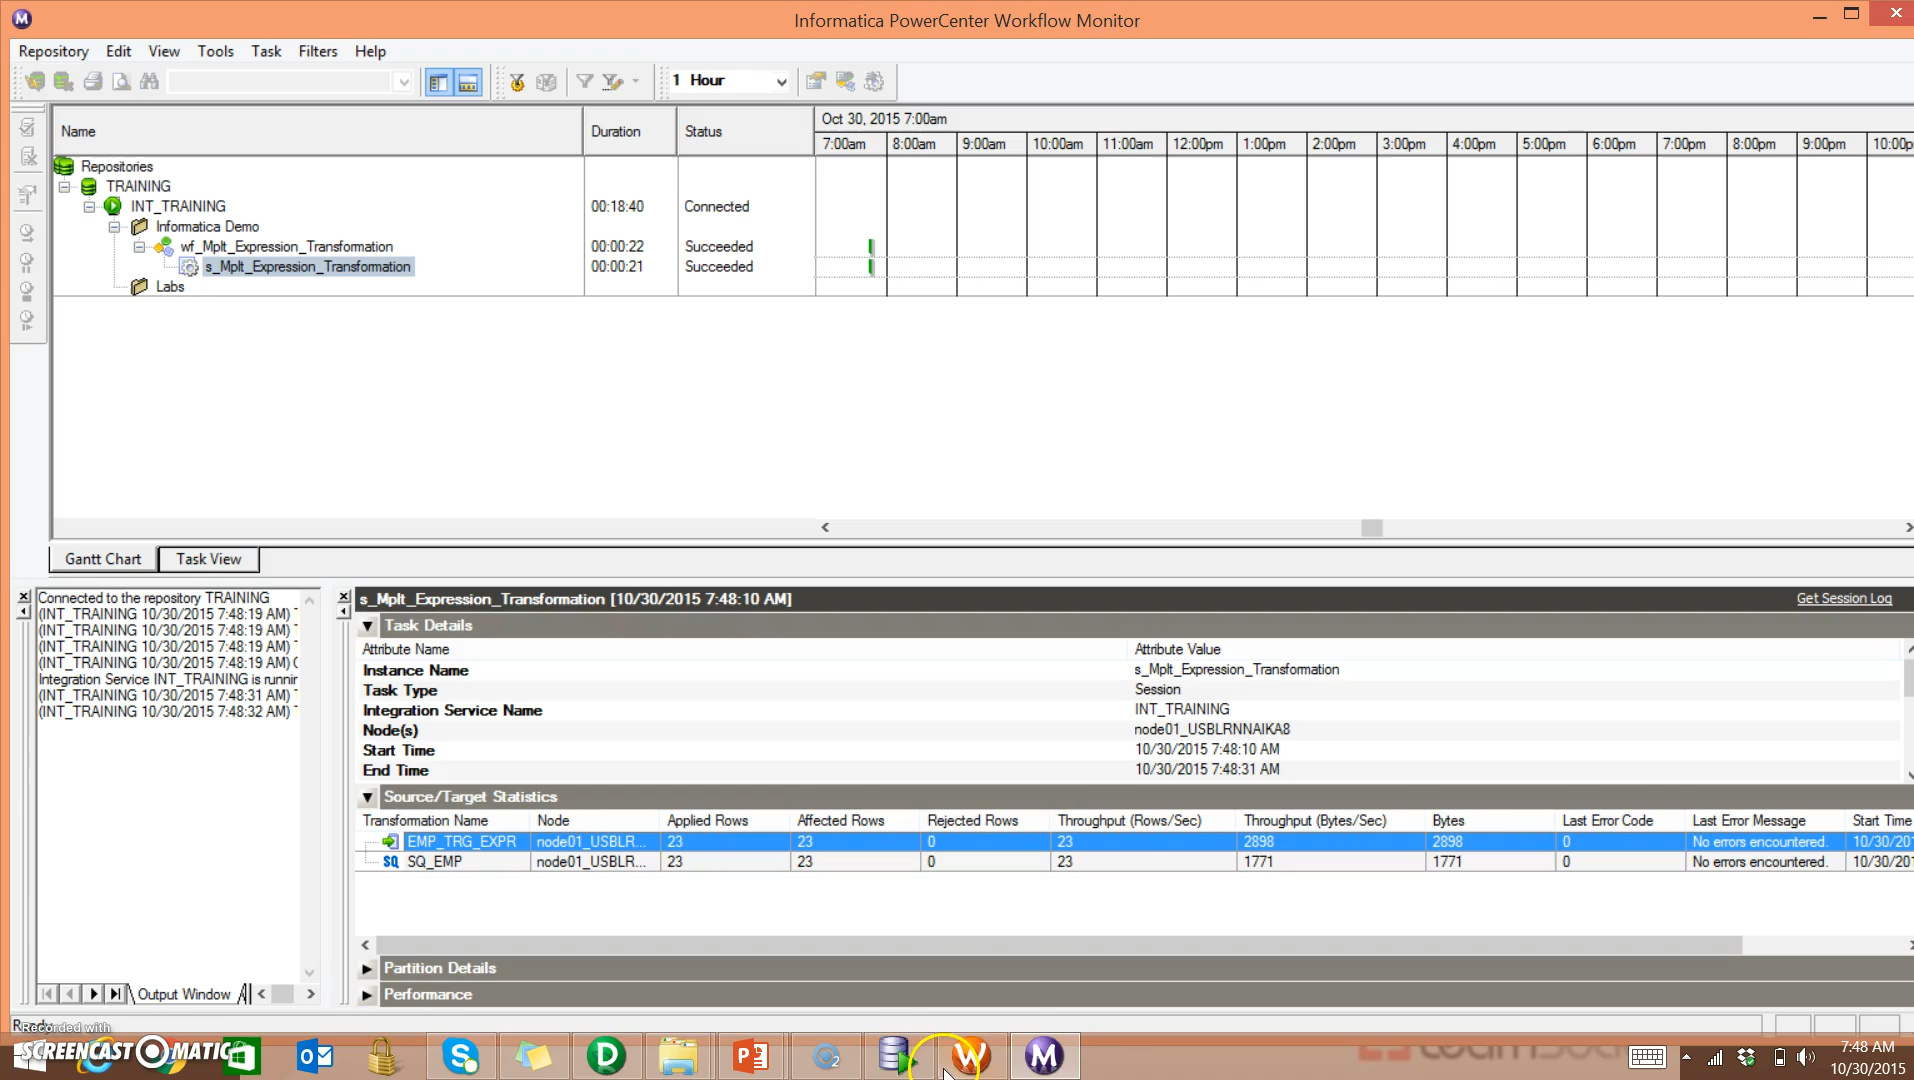 Informatica PowerCenter Workflow Monitor
Repository Edit View Tools Task Filters Help
1 Hour
Name Duration Status Oct 30, 2015 7:00am
7:00am 8:00am 9:00am 10:00am 11:00am 12:00pm 1:00pm 2:00pm 3:00pm 4:00pm 5:00pm 6:00pm 7:00pm 8:00pm 9:00pm 10:00p
Repositories
TRAINING
INT_TRAINING 00:18:40 Connected
Informatica Demo
wf_Mplt_Expression_Transformation 00:00:22 Succeeded
s_Mplt_Expression_Transformation 00:00:21 Succeeded
Labs
Gantt Chart Task View
Connected to the repository TRAINING
(INT_TRAINING 10/30/2015 7:48:19 AM)
(INT_TRAINING 10/30/2015 7:48:19 AM)
(INT_TRAINING 10/30/2015 7:48:19 AM)
(INT_TRAINING 10/30/2015 7:48:19 AM)
Integration Service INT_TRAINING is runnin
(INT_TRAINING 10/30/2015 7:48:31 AM)
(INT_TRAINING 10/30/2015 7:48:32 AM)
Output Window
s_Mplt_Expression_Transformation [10/30/2015 7:48:10 AM] Get Session Log
Task Details
Attribute Name Attribute Value
Instance Name s_Mplt_Expression_Transformation
Task Type Session
Integration Service Name INT_TRAINING
Node(s) node01_USBLRNNAIKA8
Start Time 10/30/2015 7:48:10 AM
End Time 10/30/2015 7:48:31 AM
Source/Target Statistics
Transformation Name Node Applied Rows Affected Rows Rejected Rows Throughput (Rows/Sec) Throughput (Bytes/Sec) Bytes Last Error Code Last Error Message Start Time
EMP_TRG_EXPR node01_USBLR... 23 23 0 23 2898 2898 0 No errors encountered. 10/30/20
SQ SQ_EMP node01_USBLR... 23 23 0 23 1771 1771 0 No errors encountered. 10/30/20
Partition Details
Performance
Recorded with
SCREENCAST MATIC
7:48 AM
10/30/2015